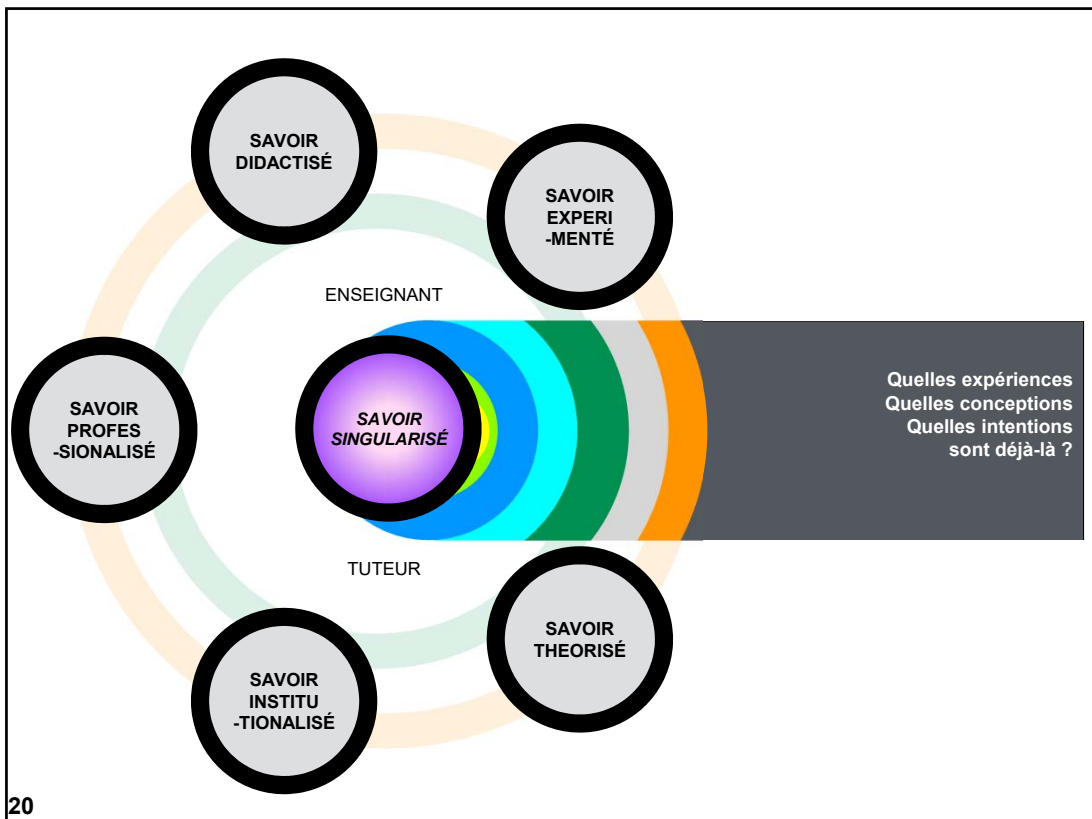 SAVOIR
DIDACTISÉ
SAVOIR
EXPERI
-MENTÉ
ENSEIGNANT
SAVOIR
PROFES
-SIONALISÉ
SAVOIR
SINGULARISÉ
Quelles expériences
Quelles conceptions
Quelles intentions
sont déjà-là ?
TUTEUR
SAVOIR
THEORISÉ
SAVOIR
INSTITU
-TIONALISÉ
20